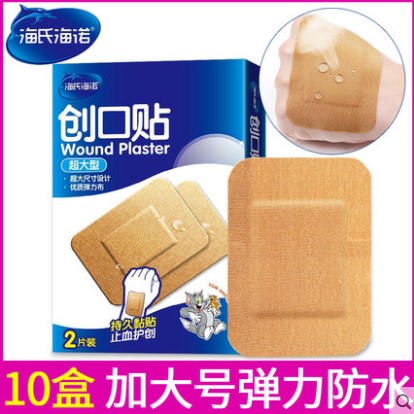 海氏海诺
海氏海诺
创口贴
Wound Plaster
超大型
·超大尺寸设计
·优质弹力布
持久黏贴
止血护创
2片装
10盒 加大号弹力防水